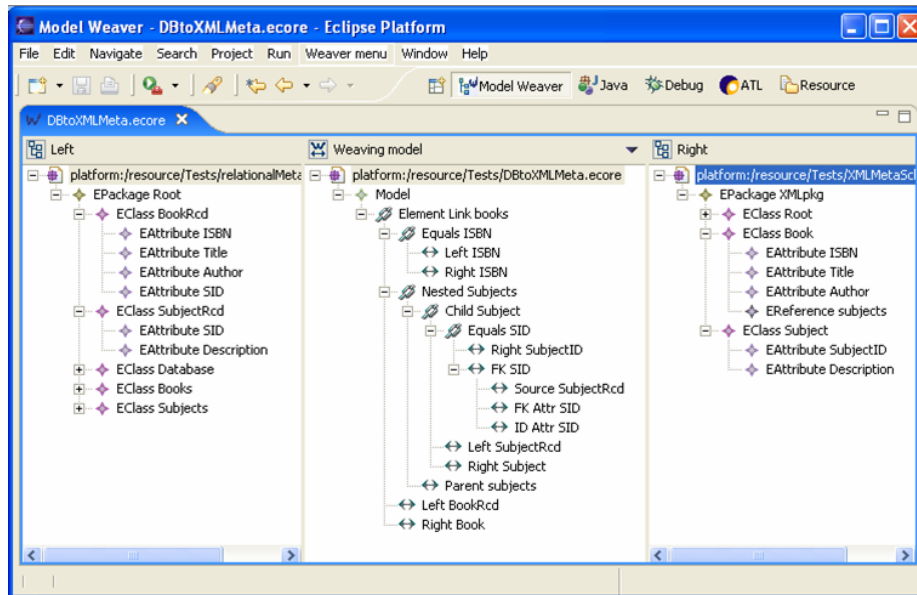 Model Weaver - DBtoXMLMeta.ecore - Eclipse Platform
File Edit Navigate Search Project Run Weaver menu Window Help
Model Weaver Java Debug ATL Resource
DBtoXMLMeta.ecore
Left
platform:/resource/Tests/relationalMeta
EPackage Root
EClass BookRcd
EAttribute ISBN
EAttribute Title
EAttribute Author
EAttribute SID
EClass SubjectRcd
EAttribute SID
EAttribute Description
EClass Database
EClass Books
EClass Subjects
Weaving model
platform:/resource/Tests/DBtoXMLMeta.ecore
Model
Element Link books
Equals ISBN
Left ISBN
Right ISBN
Nested Subjects
Child Subject
Equals SID
Right SubjectID
FK SID
Source SubjectRcd
FK Attr SID
ID Attr SID
Left SubjectRcd
Right Subject
Parent subjects
Left BookRcd
Right Book
Right
platform:/resource/Tests/XMLMetaScl
EPackage XMLpkg
EClass Root
EClass Book
EAttribute ISBN
EAttribute Title
EAttribute Author
EReference subjects
EClass Subject
EAttribute SubjectID
EAttribute Description